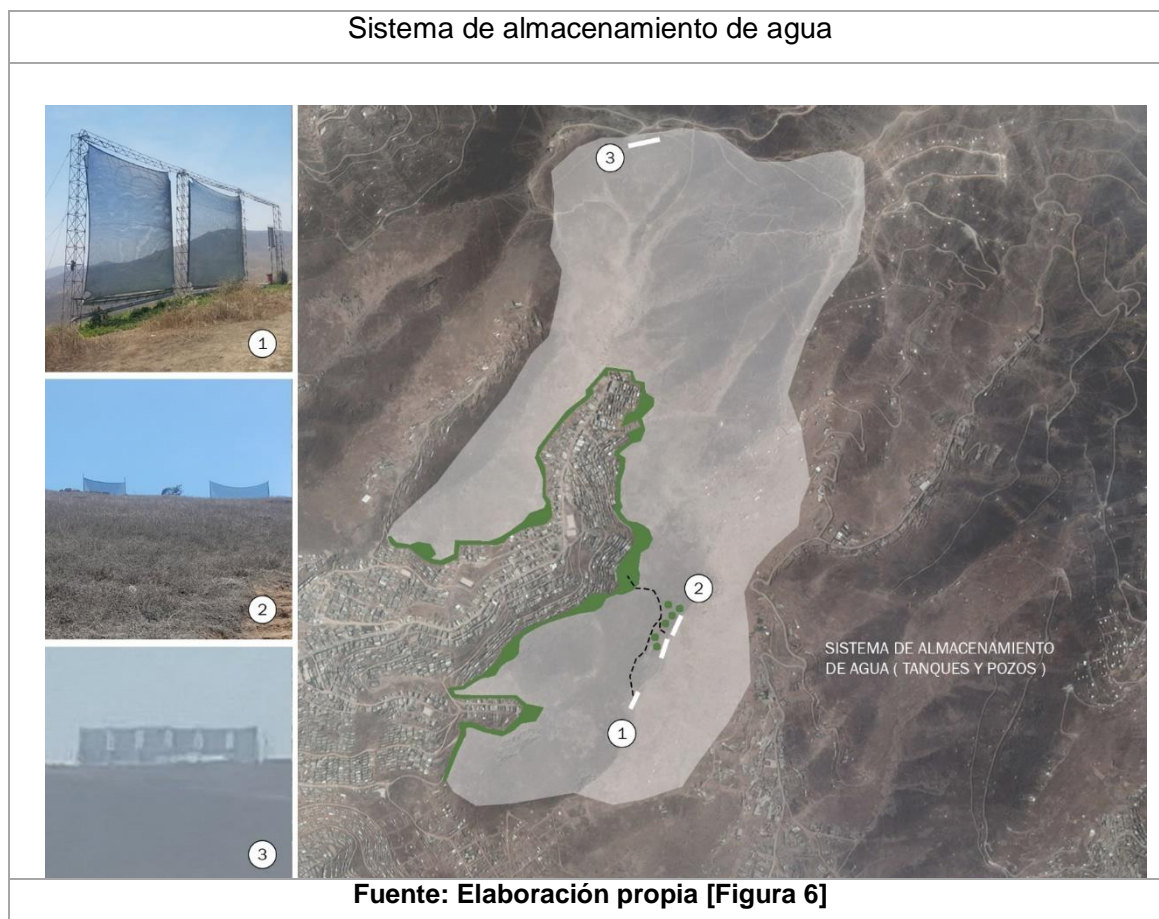 Sistema de almacenamiento de agua
1
2
3
3
2
1
SISTEMA DE ALMACENAMIENTO
DE AGUA ( TANQUES Y POZOS )
Fuente: Elaboración propia [Figura 6]